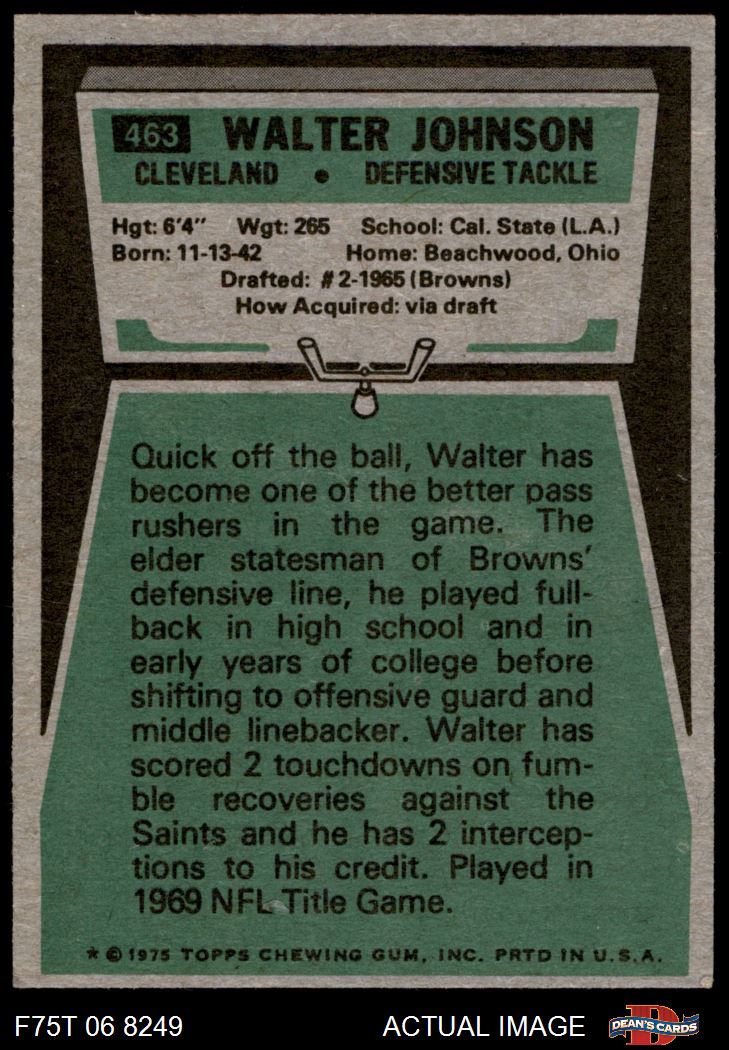 463 WALTER JOHNSON
CLEVELAND • DEFENSIVE TACKLE
Hgt: 6'4" Wgt: 265 School: Cal. State (L.A.)
Born: 11-13-42 Home: Beachwood, Ohio
Drafted: #2-1965 (Browns)
How Acquired: via draft
Quick off the ball, Walter has
become one of the better pass
rushers in the game. The
elder statesman of Browns'
defensive line, he played full-
back in high school and in
early years of college before
shifting to offensive guard and
middle linebacker. Walter has
scored 2 touchdowns on fum-
ble recoveries against the
Saints and he has 2 intercep-
tions to his credit. Played in
1969 NFL Title Game.
* © 1975 TOPPS CHEWING GUM, INC. PRTD IN U.S.A.
F75T 06 8249 ACTUAL IMAGE D DEAN'S CARDS